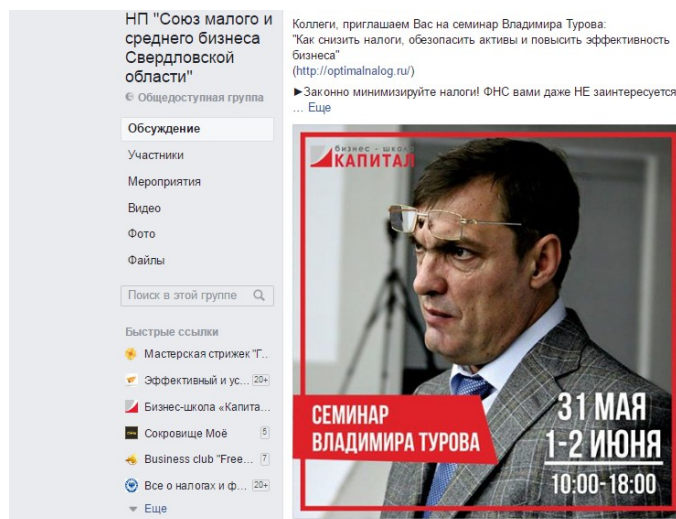 НП "Союз малого и
среднего бизнеса
Свердловской
области"
Общедоступная группа
Обсуждение
Участники
Мероприятия
Видео
Фото
Файлы
Поиск в этой группе
Быстрые ссылки
Мастерская стрижек "Г..
Эффективный и ус... 20+
Бизнес-школа «Капита...
Сокровище Моё 5
Business club "Free... 7
Все о налогах и ф... 20+
Еще
Коллеги, приглашаем Вас на семинар Владимира Турова:
"Как снизить налоги, обезопасить активы и повысить эффективность
бизнеса"
(http://optimalnalog.ru/)
►Законно минимизируйте налоги! ФНС вами даже НЕ заинтересуется
... Еще
бизнес - школа
КАПИТАЛ
СЕМИНАР
ВЛАДИМИРА ТУРОВА
31 МАЯ
1-2 ИЮНЯ
10:00-18:00